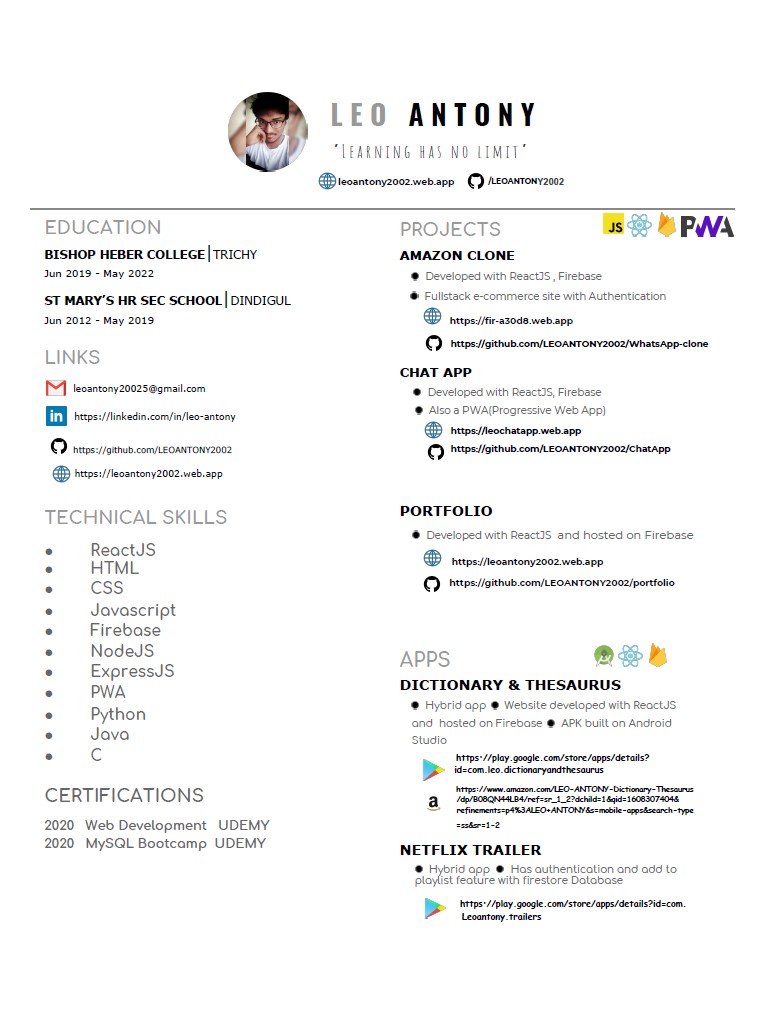 LEO ANTONY
"LEARNING HAS NO LIMIT"
leoantony2002.web.app /LEOANTONY2002
EDUCATION
BISHOP HEBER COLLEGE|TRICHY
Jun 2019 - May 2022
ST MARY'S HR SEC SCHOOL|DINDIGUL
Jun 2012 - May 2019
LINKS
leoantony20025@gmail.com
in https://linkedin.com/in/leo-antony
https://github.com/LEOANTONY2002
https://leoantony2002.web.app
TECHNICAL SKILLS
● ReactJS
● HTML
● CSS
● Javascript
● Firebase
● NodeJS
● ExpressJS
● PWA
● Python
● Java
● C
CERTIFICATIONS
2020 Web Development UDEMY
2020 MySQL Bootcamp UDEMY
PROJECTS JS PWA
AMAZON CLONE
● Developed with ReactJS , Firebase
● Fullstack e-commerce site with Authentication
https://fir-a30d8.web.app
https://github.com/LEOANTONY2002/WhatsApp-clone
CHAT APP
● Developed with ReactJS, Firebase
● Also a PWA(Progressive Web App)
https://leochatapp.web.app
https://github.com/LEOANTONY2002/ChatApp
PORTFOLIO
● Developed with ReactJS and hosted on Firebase
https://leoantony2002.web.app
https://github.com/LEOANTONY2002/portfolio
APPS
DICTIONARY & THESAURUS
● Hybrid app ● Website developed with ReactJS
and hosted on Firebase ● APK built on Android
Studio
https://play.google.com/store/apps/details?
id=com.leo.dictionaryandthesaurus
https://www.amazon.com/LEO-ANTONY-Dictionary-Thesaurus
/dp/B08QN44LB4/ref=sr_1_2?dchild=1&qid=1608307404&
refinements=p4%3ALEO+ANTONY&s=mobile-apps&search-type
=ss&sr=1-2
NETFLIX TRAILER
● Hybrid app ● Has authentication and add to
playlist feature with firestore Database
https://play.google.com/store/apps/details?id=com.
Leoantony.trailers